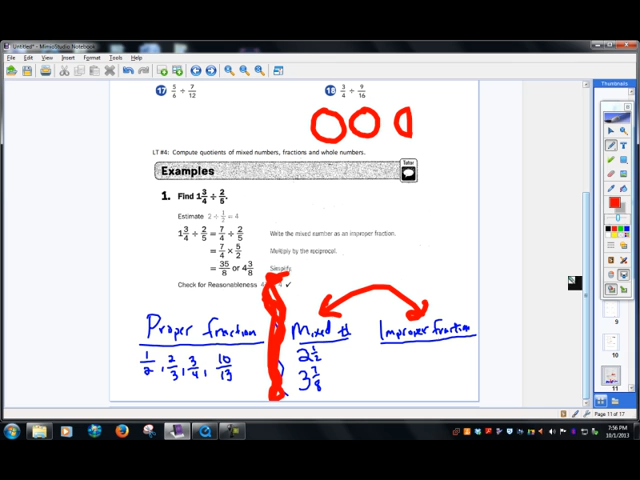 Untitled* - MimioStudio Notebook
File Edit View Insert Format Tools Help
Thumbnails
17 5/6 ÷ 7/12
18 3/4 ÷ 9/16
LT #4: Compute quotients of mixed numbers, fractions and whole numbers.
Examples
1. Find 1 3/4 ÷ 2/5.
Estimate 2 ÷ 1/2 = 4
1 3/4 ÷ 2/5 = 7/4 ÷ 2/5 Write the mixed number as an improper fraction.
= 7/4 × 5/2 Multiply by the reciprocal.
= 35/8 or 4 3/8 Simplify.
Check for Reasonableness
Proper fraction Mixed # Improper fraction
1/2, 2/3, 3/4, 10/13
2 1/2
3 7/8
10
11
Page 11 of 17
7:56 PM
10/1/2013